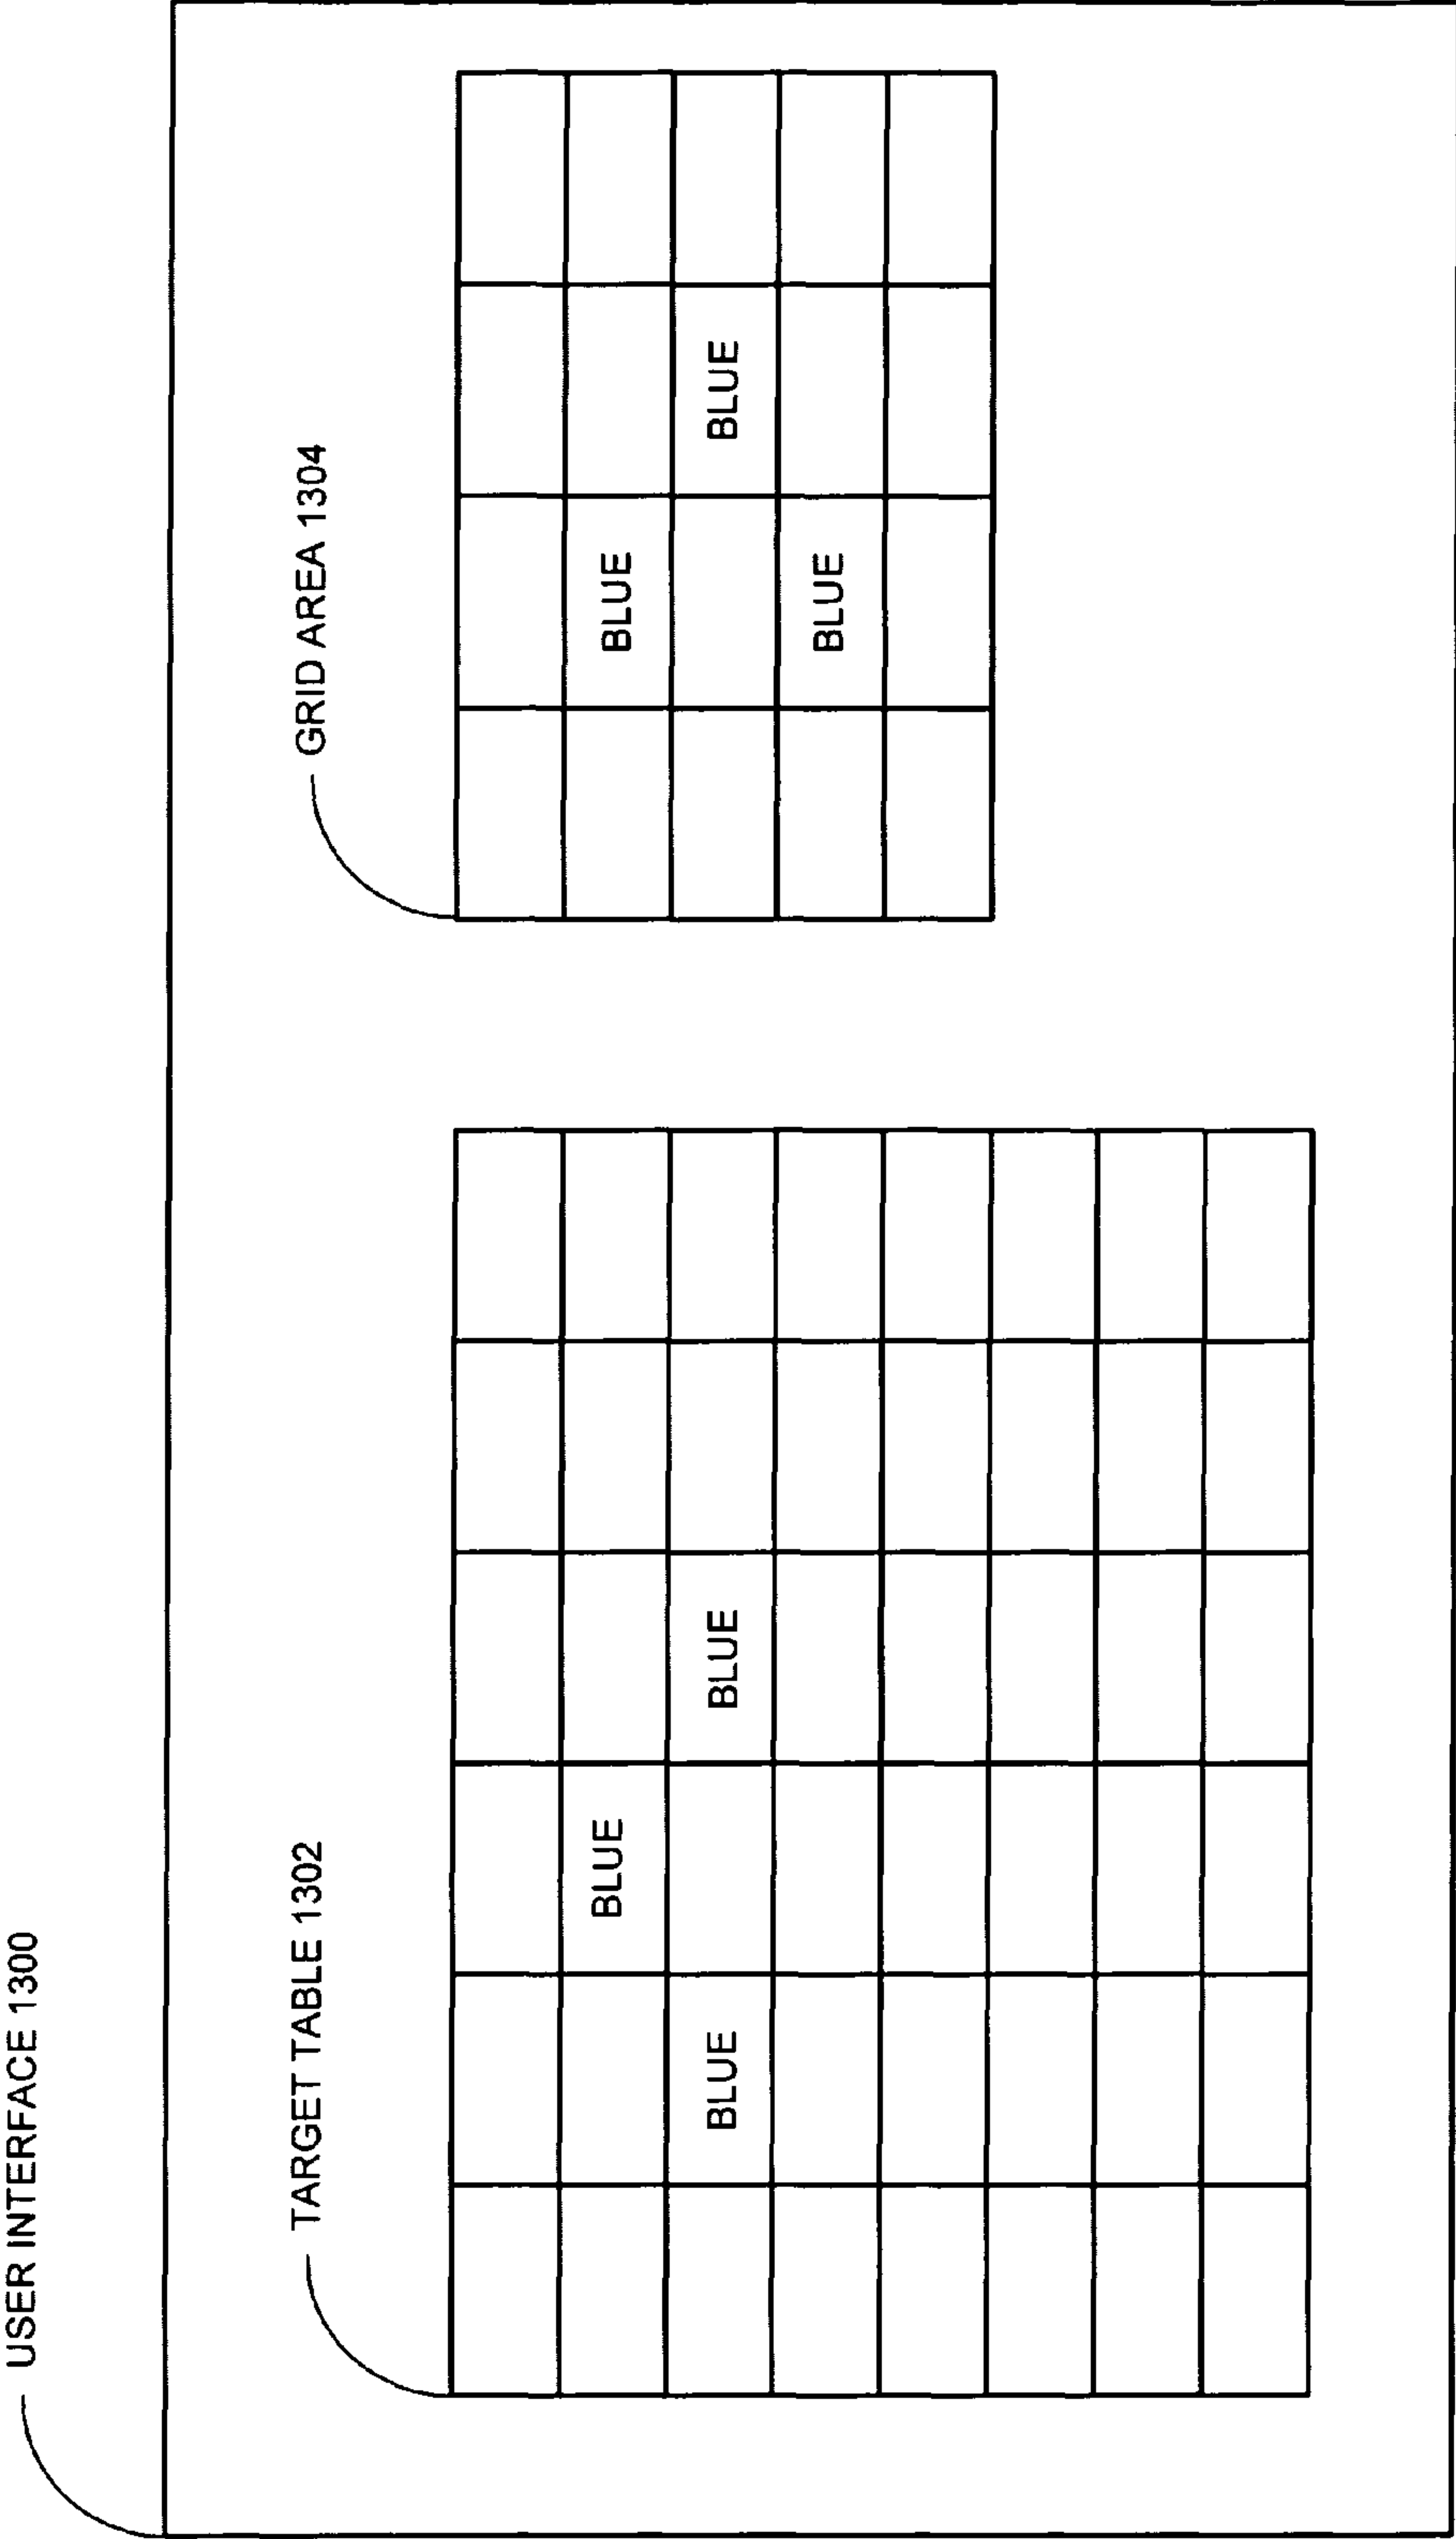 USER INTERFACE 1300
TARGET TABLE 1302
GRID AREA 1304
BLUE
BLUE
BLUE
BLUE
BLUE
BLUE